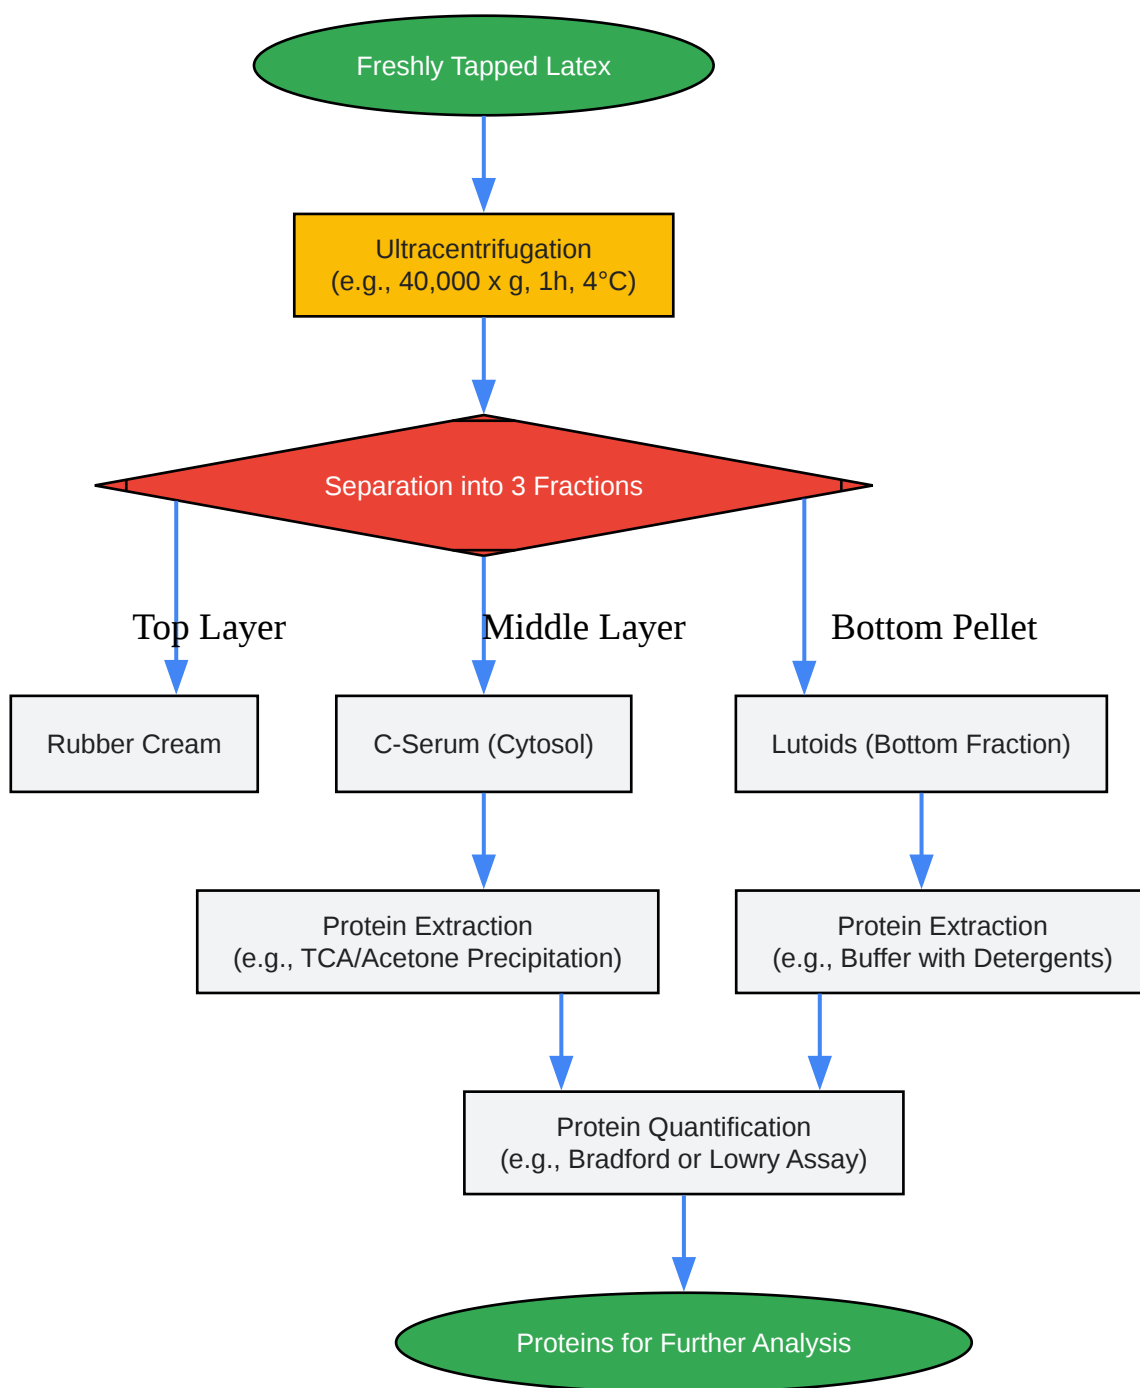 Freshly Tapped Latex
Ultracentrifugation
(e.g., 40,000 x g, 1h, 4°C)
Separation into 3 Fractions
Top Layer
Middle Layer
Bottom Pellet
Rubber Cream
C-Serum (Cytosol)
Lutoids (Bottom Fraction)
Protein Extraction
(e.g., TCA/Acetone Precipitation)
Protein Extraction
(e.g., Buffer with Detergents)
Protein Quantification
(e.g., Bradford or Lowry Assay)
Proteins for Further Analysis